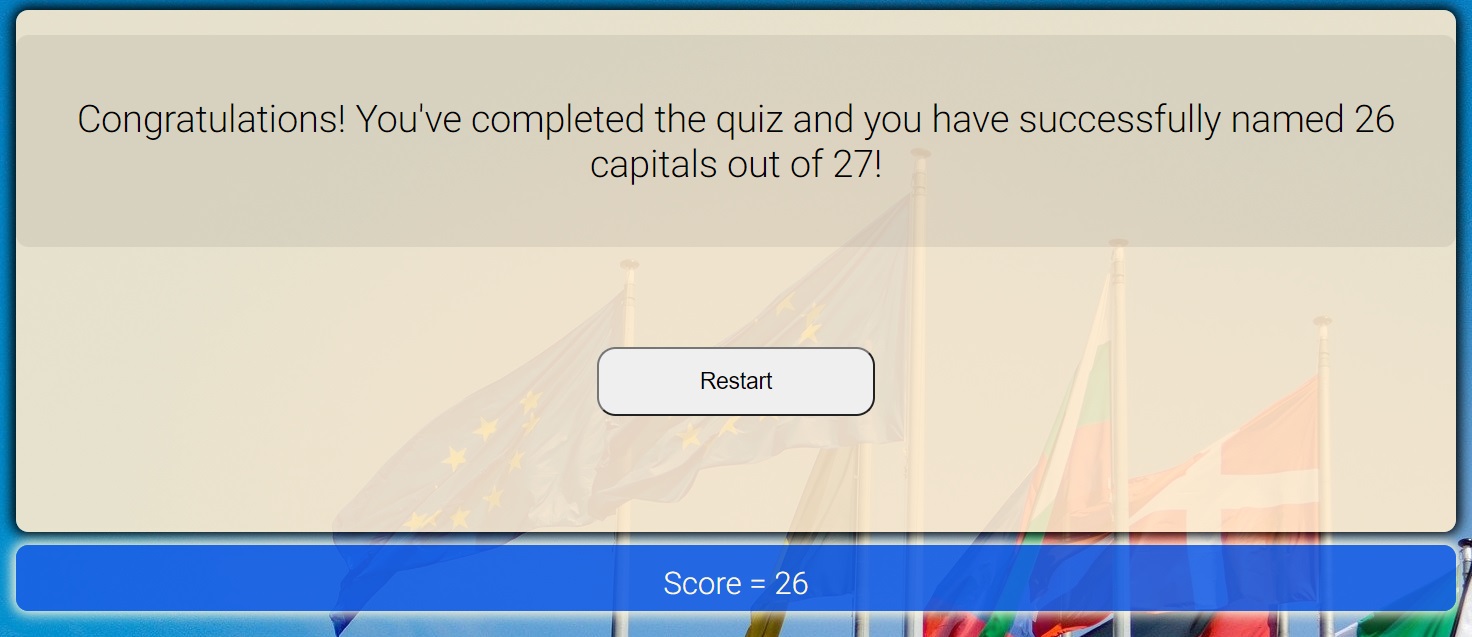 Congratulations! You've completed the quiz and you have successfully named 26
capitals out of 27!
Restart
Score = 26